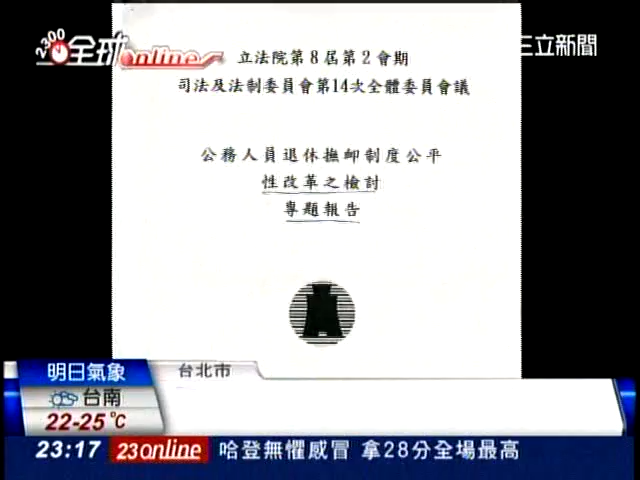 2300全球online
三立新聞
立法院第8屆第2會期
司法及法制委員會第14次全體委員會議
公務人員退休撫卹制度公平
性改革之檢討
專題報告
明日氣象
台北市
台南
22-25℃
23:17 23online 哈登無懼感冒 拿28分全場最高